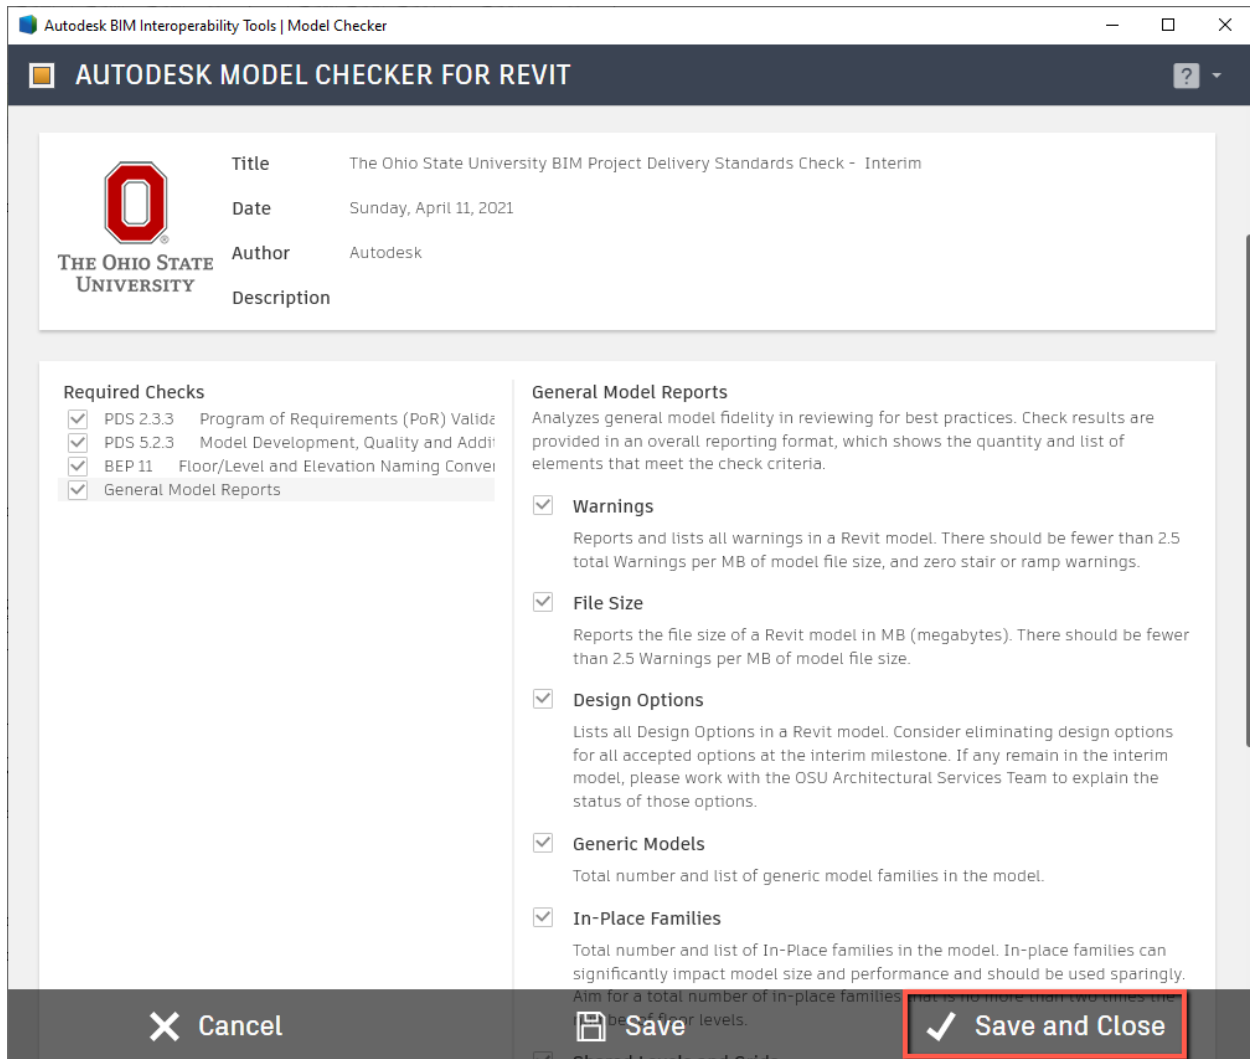 Autodesk BIM Interoperability Tools | Model Checker
AUTODESK MODEL CHECKER FOR REVIT
?
THE OHIO STATE
UNIVERSITY
®
Title The Ohio State University BIM Project Delivery Standards Check - Interim
Date Sunday, April 11, 2021
Author Autodesk
Description
Required Checks
PDS 2.3.3 Program of Requirements (PoR)
PDS 5.2.3 Model Development, Quality and
BEP 11 Floor/Level and Elevation Naming
General Model Reports
General Model Reports
Analyzes general model fidelity in reviewing for best practices. Check results are
provided in an overall reporting format, which shows the quantity and list of
elements that meet the check criteria.
Warnings
Reports and lists all warnings in a Revit model. There should be fewer than 2.5
total Warnings per MB of model file size, and zero stair or ramp warnings.
File Size
Reports the file size of a Revit model in MB (megabytes). There should be fewer
than 2.5 Warnings per MB of model file size.
Design Options
Lists all Design Options in a Revit model. Consider eliminating design options
for all accepted options at the interim milestone. If any remain in the interim
model, please work with the OSU Architectural Services Team to explain the
status of those options.
Generic Models
Total number and list of generic model families in the model.
In-Place Families
Total number and list of In-Place families in the model. In-place families can
significantly impact model size and performance and should be used sparingly.
Aim for a total number of in-place families that is no more than two times the
of floor levels.
Cancel
Save
Save and Close